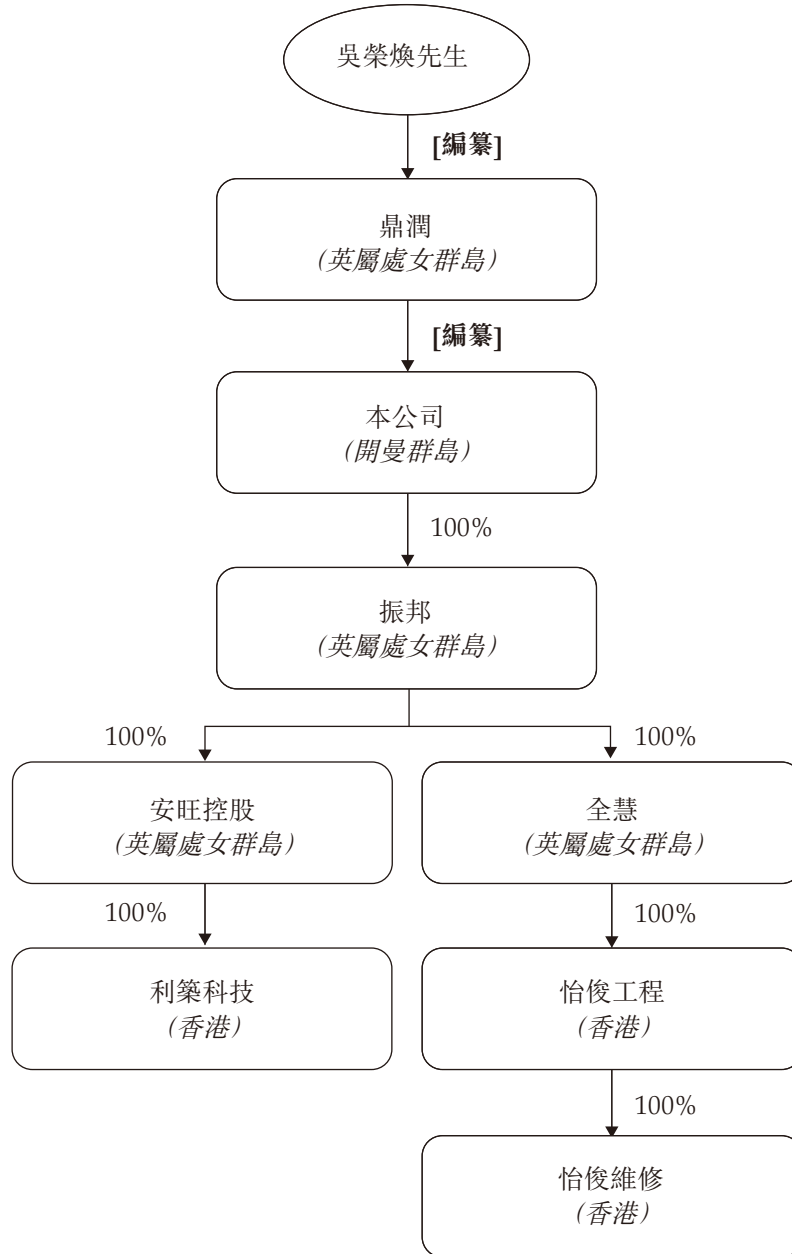 吳榮煥先生
[編纂]
鼎潤
(英屬處女群島)
[編纂]
本公司
(開曼群島)
100%
振邦
(英屬處女群島)
100%
100%
安旺控股
(英屬處女群島)
全慧
(英屬處女群島)
100%
100%
利築科技
(香港)
怡俊工程
(香港)
100%
怡俊維修
(香港)